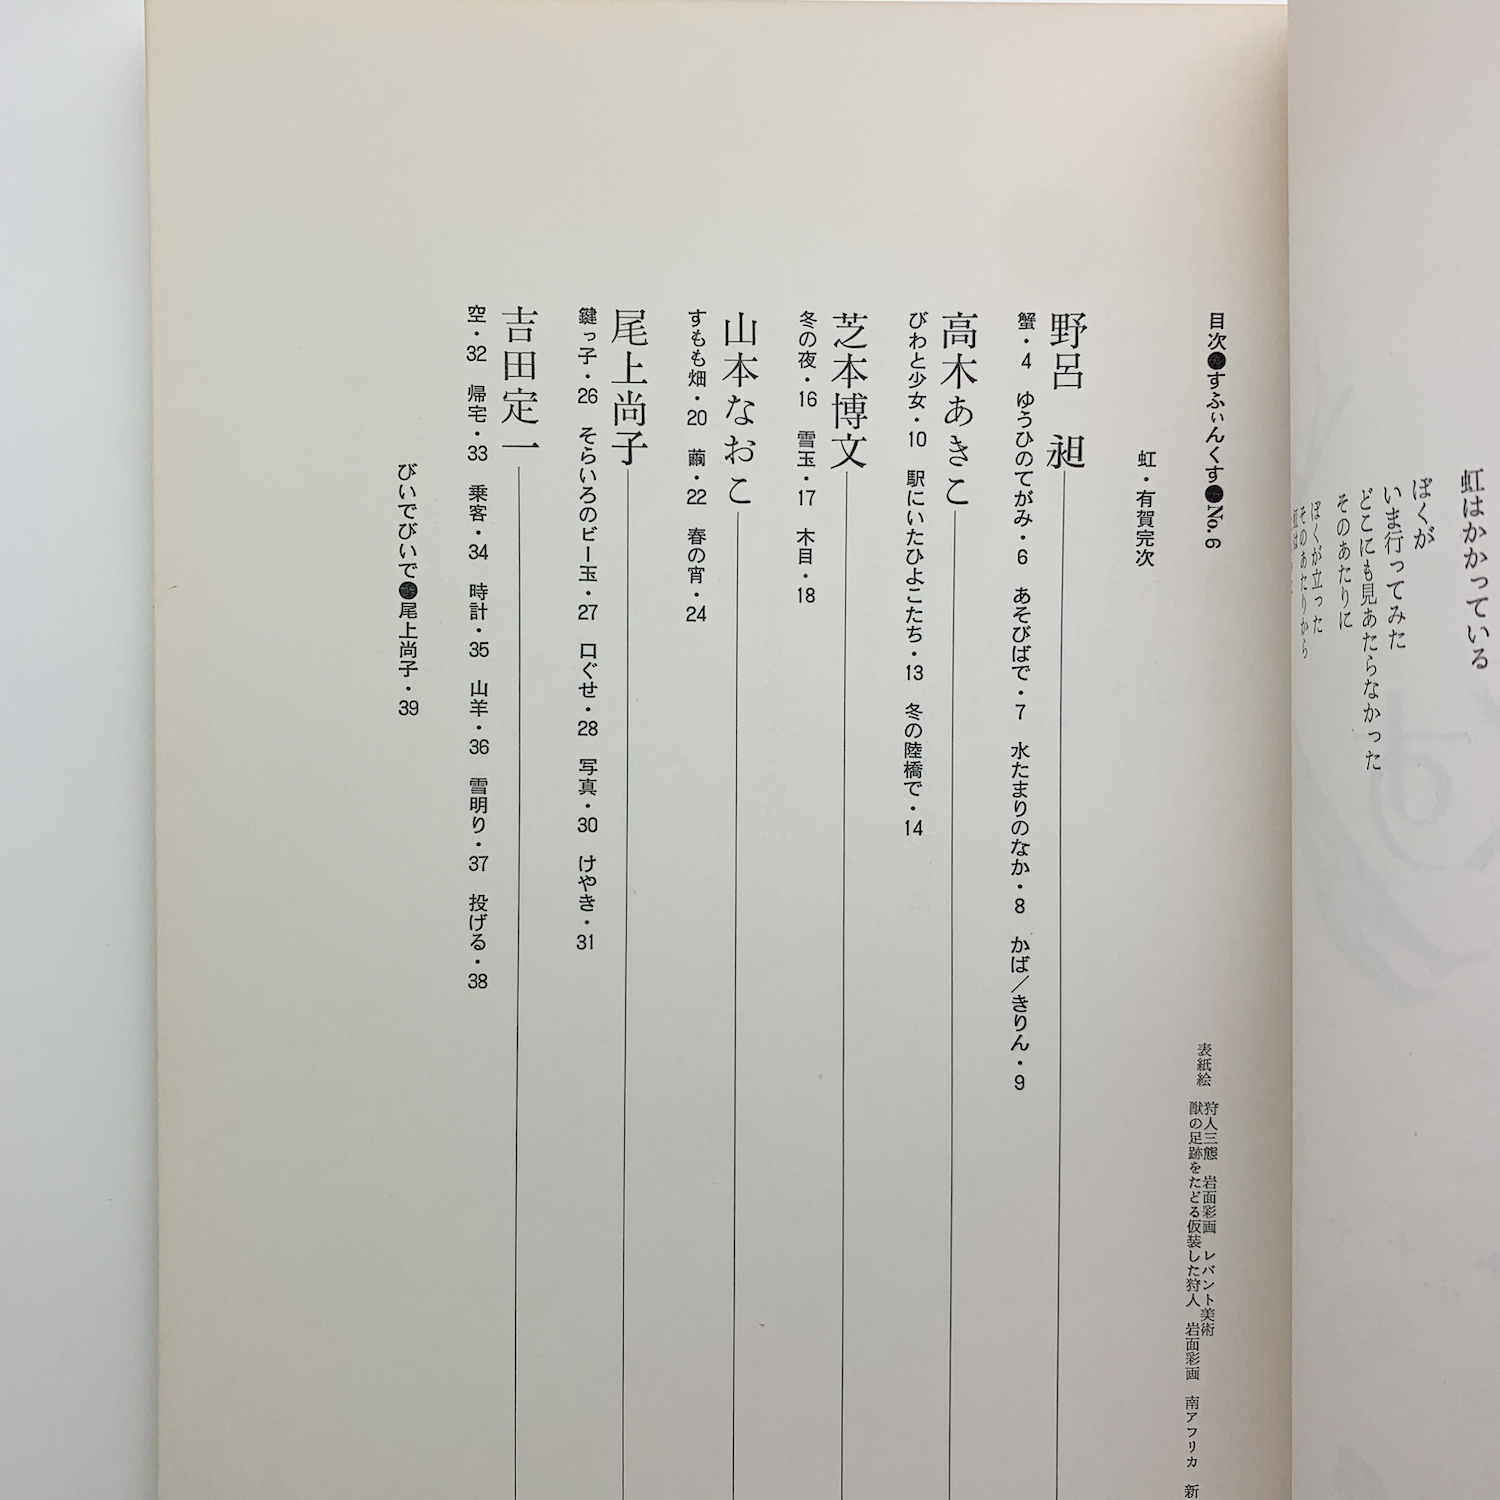 虹はかかっている
ぼくが
いま行ってみた
どこにも見あたらなかった
そのあたりに
ぼくが立った
そのあたりから
目次●すふぃんくす●No.6
表紙絵　狩人三態　岩面彩画　レバント美術
獣の足跡をたどる仮装した狩人　岩面彩画　南アフリカ　新
虹・有賀完次
野呂　昶
蟹・4　ゆうひのてがみ・6　あそびばで・7　水たまりのなか・8　かば／きりん・9
高木あきこ
びわと少女・10　駅にいたひよこたち・13　冬の陸橋で・14
芝本博文
冬の夜・16　雪玉・17　木目・18
山本なおこ
すもも畑・20　繭・22　春の宵・24
尾上尚子
鍵っ子・26　そらいろのビー玉・27　口ぐせ・28　写真・30　けやき・31
吉田定一
空・32　帰宅・33　乗客・34　時計・35　山羊・36　雪明り・37　投げる・38
びいでびいで●尾上尚子・39